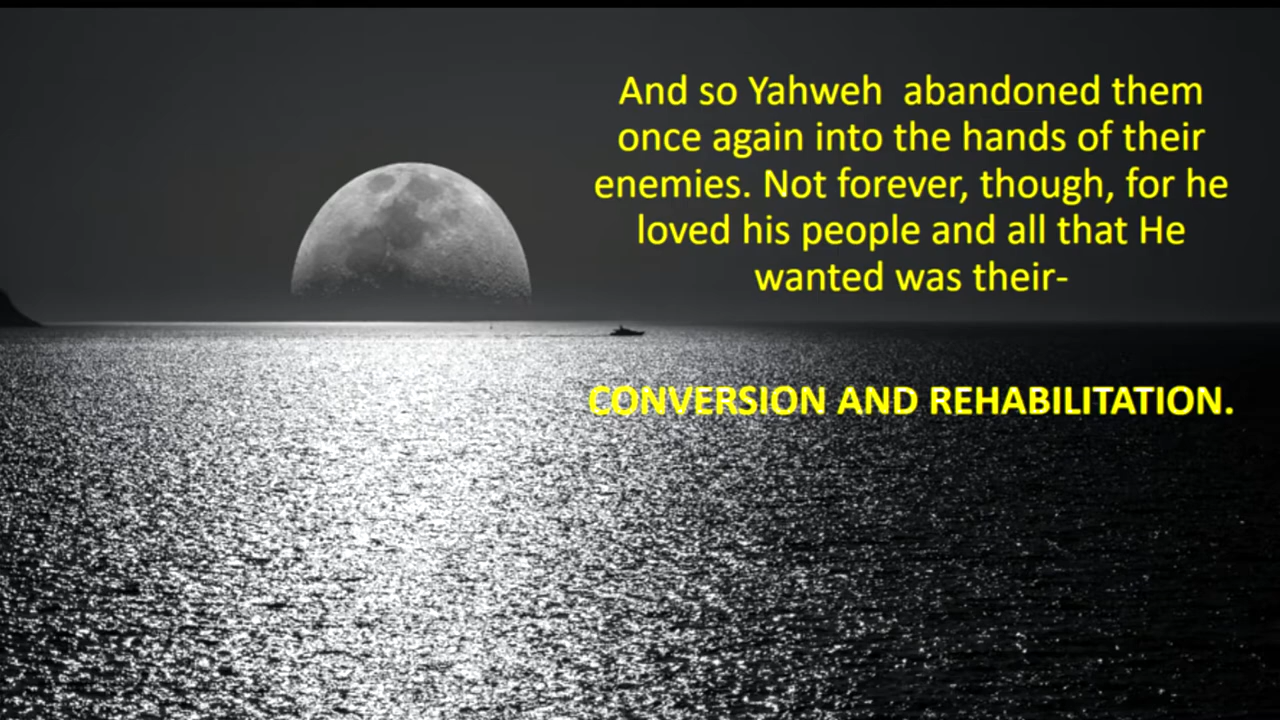 And so Yahweh  abandoned them
once again into the hands of their
enemies. Not forever, though, for he
loved his people and all that He
wanted was their-
CONVERSION AND REHABILITATION.